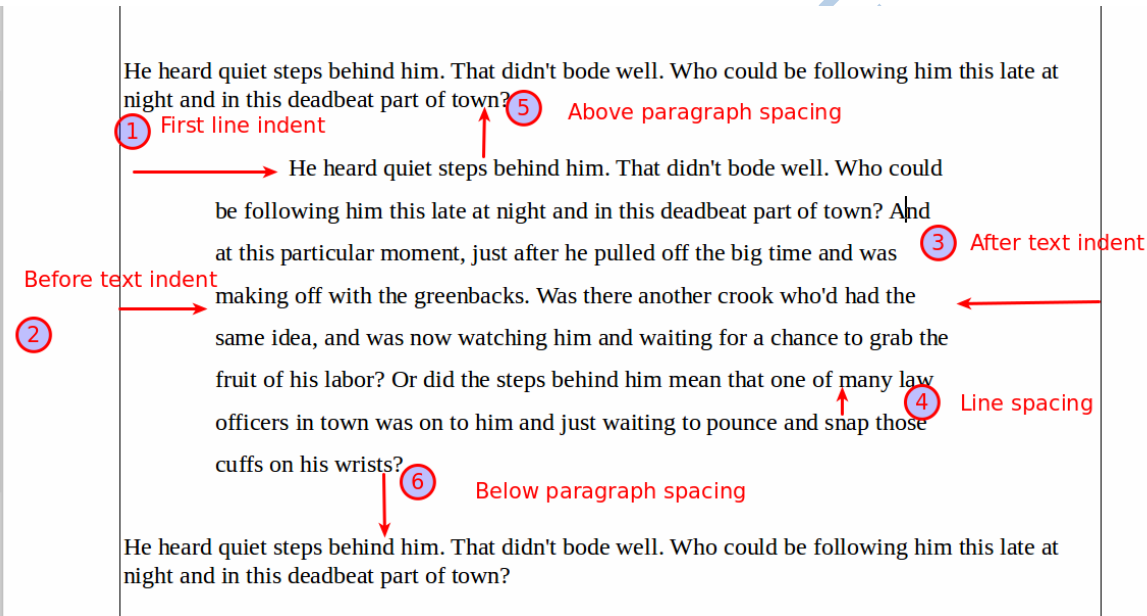 He heard quiet steps behind him. That didn't bode well. Who could be following him this late at
night and in this deadbeat part of town?
5 Above paragraph spacing
1 First line indent
He heard quiet steps behind him. That didn't bode well. Who could
be following him this late at night and in this deadbeat part of town? And
3 After text indent
at this particular moment, just after he pulled off the big time and was
Before text indent
making off with the greenbacks. Was there another crook who'd had the
2
same idea, and was now watching him and waiting for a chance to grab the
fruit of his labor? Or did the steps behind him mean that one of many law
4 Line spacing
officers in town was on to him and just waiting to pounce and snap those
cuffs on his wrists?
6 Below paragraph spacing
He heard quiet steps behind him. That didn't bode well. Who could be following him this late at
night and in this deadbeat part of town?